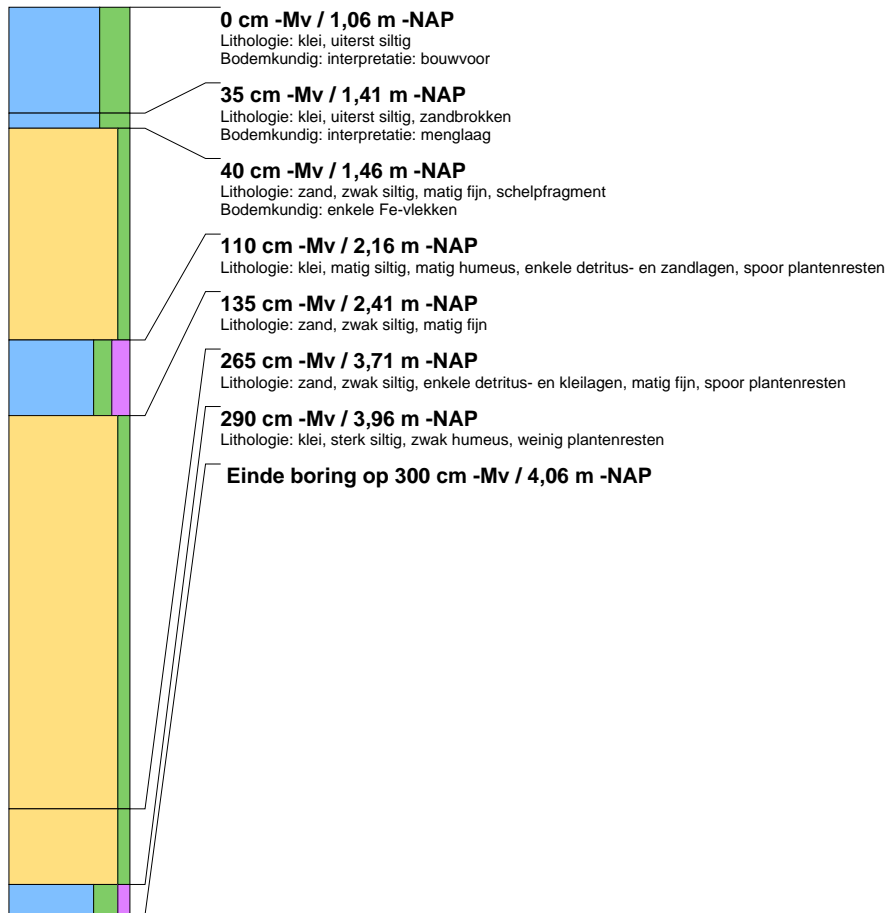 0 cm -Mv / 1,06 m -NAP
Lithologie: klei, uiterst siltig
Bodemkundig: interpretatie: bouwvoor
35 cm -Mv / 1,41 m -NAP
Lithologie: klei, uiterst siltig, zandbrokken
Bodemkundig: interpretatie: menglaag
40 cm -Mv / 1,46 m -NAP
Lithologie: zand, zwak siltig, matig fijn, schelpfragment
Bodemkundig: enkele Fe-vlekken
110 cm -Mv / 2,16 m -NAP
Lithologie: klei, matig siltig, matig humeus, enkele detritus- en zandlagen, spoor plantenresten
135 cm -Mv / 2,41 m -NAP
Lithologie: zand, zwak siltig, matig fijn
265 cm -Mv / 3,71 m -NAP
Lithologie: zand, zwak siltig, enkele detritus- en kleilagen, matig fijn, spoor plantenresten
290 cm -Mv / 3,96 m -NAP
Lithologie: klei, sterk siltig, zwak humeus, weinig plantenresten
Einde boring op 300 cm -Mv / 4,06 m -NAP